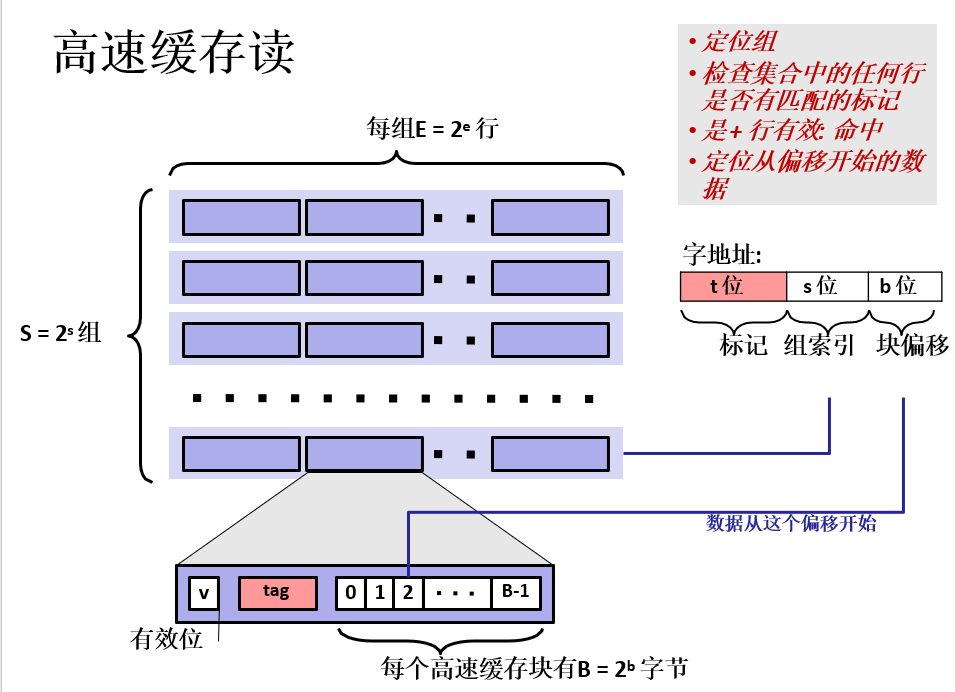 高速缓存读
• 定位组
• 检查集合中的任何行
是否有匹配的标记
• 是+ 行有效: 命中
• 定位从偏移开始的数
据
每组E = 2ᵉ 行
S = 2ˢ 组
字地址:
t 位 s 位 b 位
标记 组索引 块偏移
数据从这个偏移开始
v tag 0 1 2 ··· B-1
有效位
每个高速缓存块有B = 2ᵇ 字节